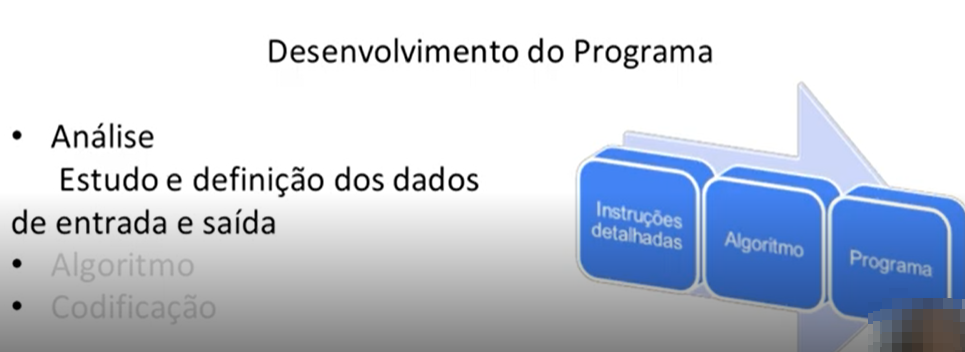 Desenvolvimento do Programa
• Análise
Estudo e definição dos dados
de entrada e saída
• Algoritmo
• Codificação
Instruções
detalhadas
Algoritmo
Programa